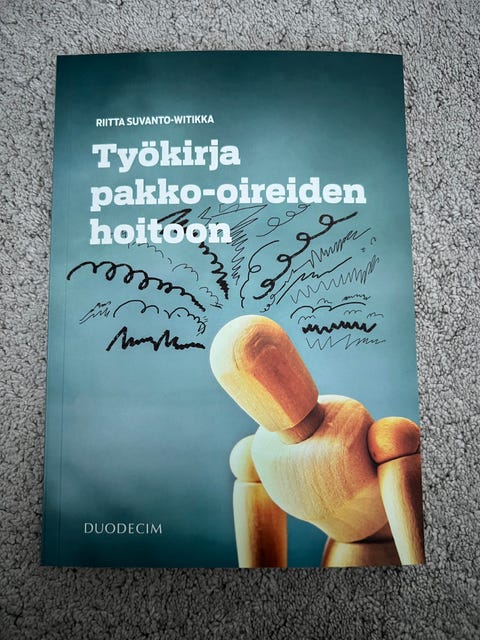 RIITTA SUVANTO-WITIKKA
Työkirja
pakko-oireiden
hoitoon
DUODECIM